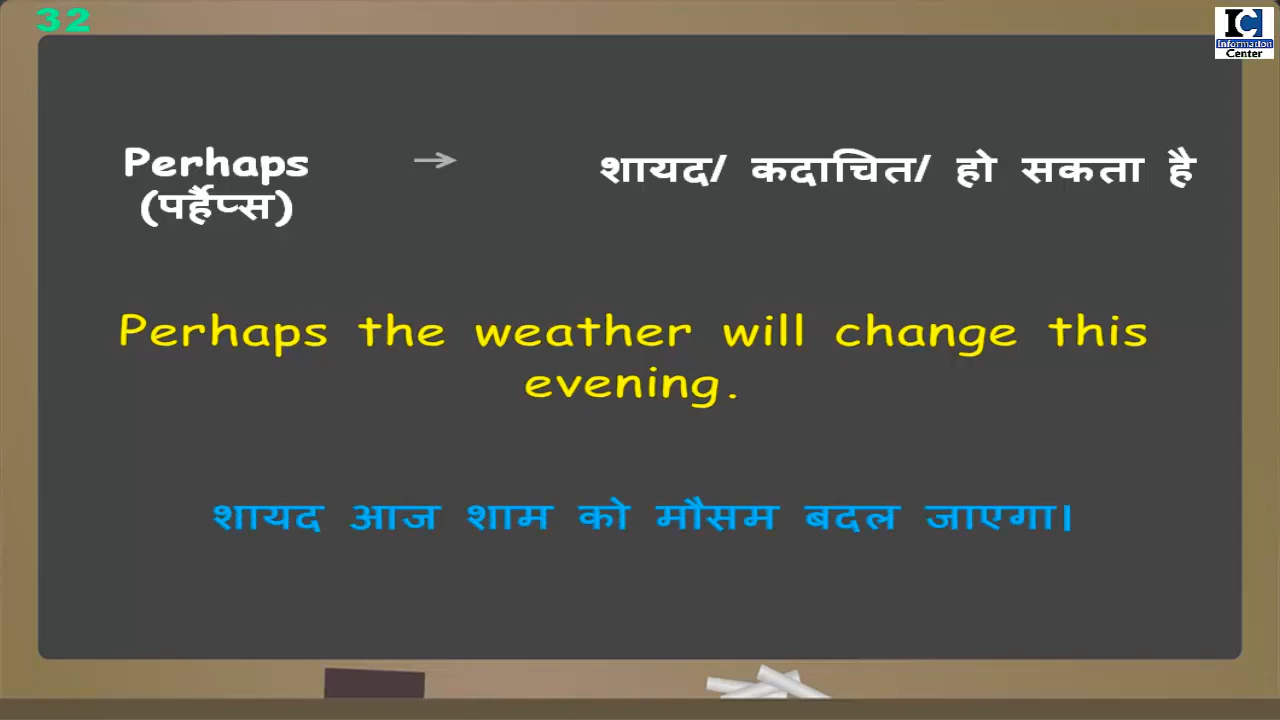 32
IC
Information
Center
Perhaps → शायद/ कदाचित/ हो सकता है
(पर्हैप्स)
Perhaps the weather will change this
evening.
शायद आज शाम को मौसम बदल जाएगा।